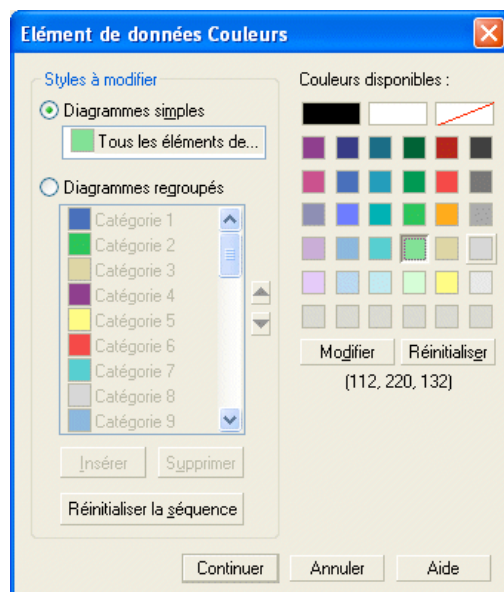 Elément de données Couleurs
Styles à modifier
Diagrammes simples
Tous les éléments de...
Diagrammes regroupés
Catégorie 1
Catégorie 2
Catégorie 3
Catégorie 4
Catégorie 5
Catégorie 6
Catégorie 7
Catégorie 8
Catégorie 9
Insérer
Supprimer
Réinitialiser la séquence
Couleurs disponibles :
Modifier
Réinitialiser
(112, 220, 132)
Continuer
Annuler
Aide